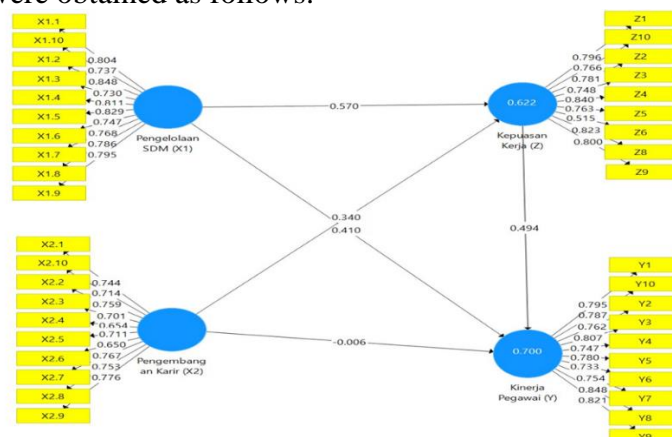 were obtained as follows:
X1.1
X1.10
X1.2
X1.3
X1.4
X1.5
X1.6
X1.7
X1.8
X1.9
0.804
0.737
0.848
0.730
0.811
0.829
0.747
0.768
0.786
0.795
Pengelolaan
SDM (X1)
0.570
Z1
Z10
Z2
Z3
Z4
Z5
Z6
Z8
Z9
0.796
0.766
0.781
0.748
0.840
0.763
0.515
0.823
0.800
0.622
Kepuasan
Kerja (Z)
0.340
0.410
0.494
X2.1
X2.10
X2.2
X2.3
X2.4
X2.5
X2.6
X2.7
X2.8
X2.9
0.744
0.714
0.759
0.701
0.654
0.711
0.650
0.767
0.753
0.776
Pengembang
an Karir (X2)
-0.006
Y1
Y10
Y2
Y3
Y4
Y5
Y6
Y7
Y8
0.795
0.787
0.762
0.807
0.747
0.780
0.733
0.754
0.848
0.821
0.700
Kinerja
Pegawai (Y)